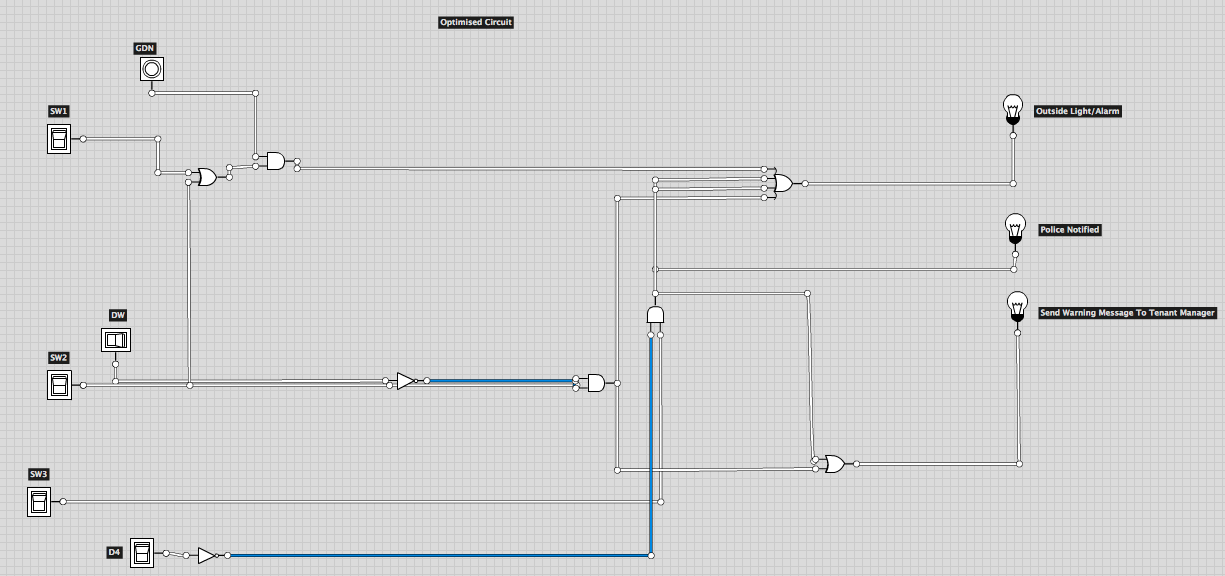 Optimised Circuit
GDN
SW1
Outside Light/Alarm
Police Notified
Send Warning Message To Tenant Manager
DW
SW2
SW3
D4